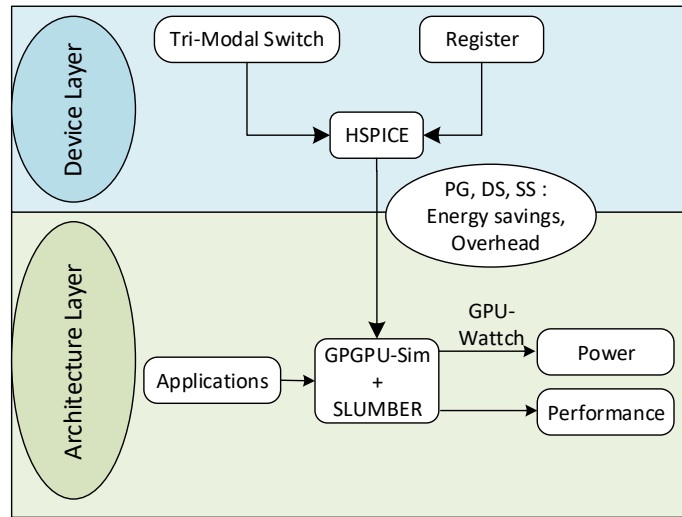 Device Layer
Tri-Modal Switch
Register
HSPICE
PG, DS, SS :
Energy savings,
Overhead
Architecture Layer
Applications
GPGPU-Sim
+
SLUMBER
GPU-
Wattch
Power
Performance